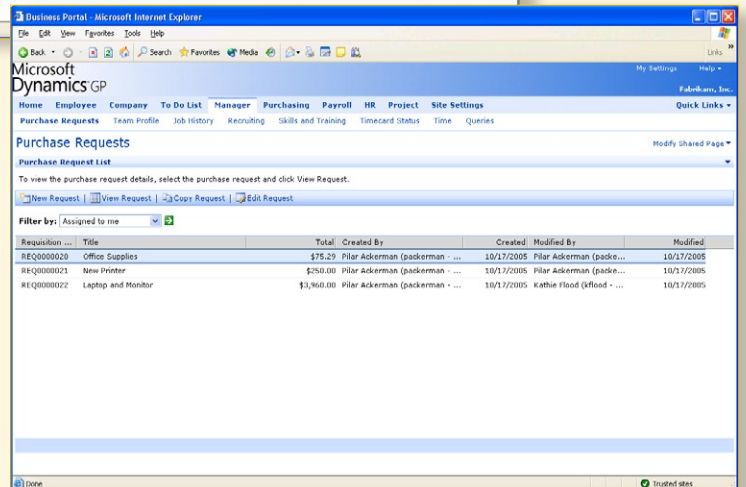 Business Portal - Microsoft Internet Explorer
File Edit View Favorites Tools Help
Back Search Favorites Media Links »
Microsoft
Dynamics GP
My Settings Help
Fabrikam, Inc.
Home Employee Company To Do List Manager Purchasing Payroll HR Project Site Settings Quick Links
Purchase Requests Team Profile Job History Recruiting Skills and Training Timecard Status Time Queries
Purchase Requests Modify Shared Page
Purchase Request List
To view the purchase request details, select the purchase request and click View Request.
New Request | View Request | Copy Request | Edit Request
Filter by: Assigned to me
Requisition ... Title Total Created By Created Modified By Modified
REQ0000020 Office Supplies $75.29 Pilar Ackerman (packerman - ... 10/17/2005 Pilar Ackerman (packe... 10/17/2005
REQ0000021 New Printer $250.00 Pilar Ackerman (packerman - ... 10/17/2005 Pilar Ackerman (packe... 10/17/2005
REQ0000022 Laptop and Monitor $3,960.00 Pilar Ackerman (packerman - ... 10/17/2005 Kathie Flood (kflood - ... 10/17/2005
Done Trusted sites